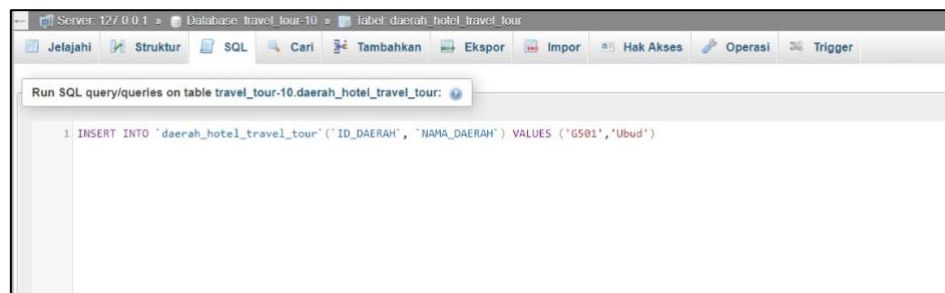 Server: 127.0.0.1 » Database: travel_tour-10 » Tabel: daerah_hotel_travel_tour
Jelajahi Struktur SQL Cari Tambahkan Ekspor Impor Hak Akses Operasi Trigger
Run SQL query/queries on table travel_tour-10.daerah_hotel_travel_tour:
1 INSERT INTO `daerah_hotel_travel_tour`(`ID_DAERAH`, `NAMA_DAERAH`) VALUES ('G501','Ubud')